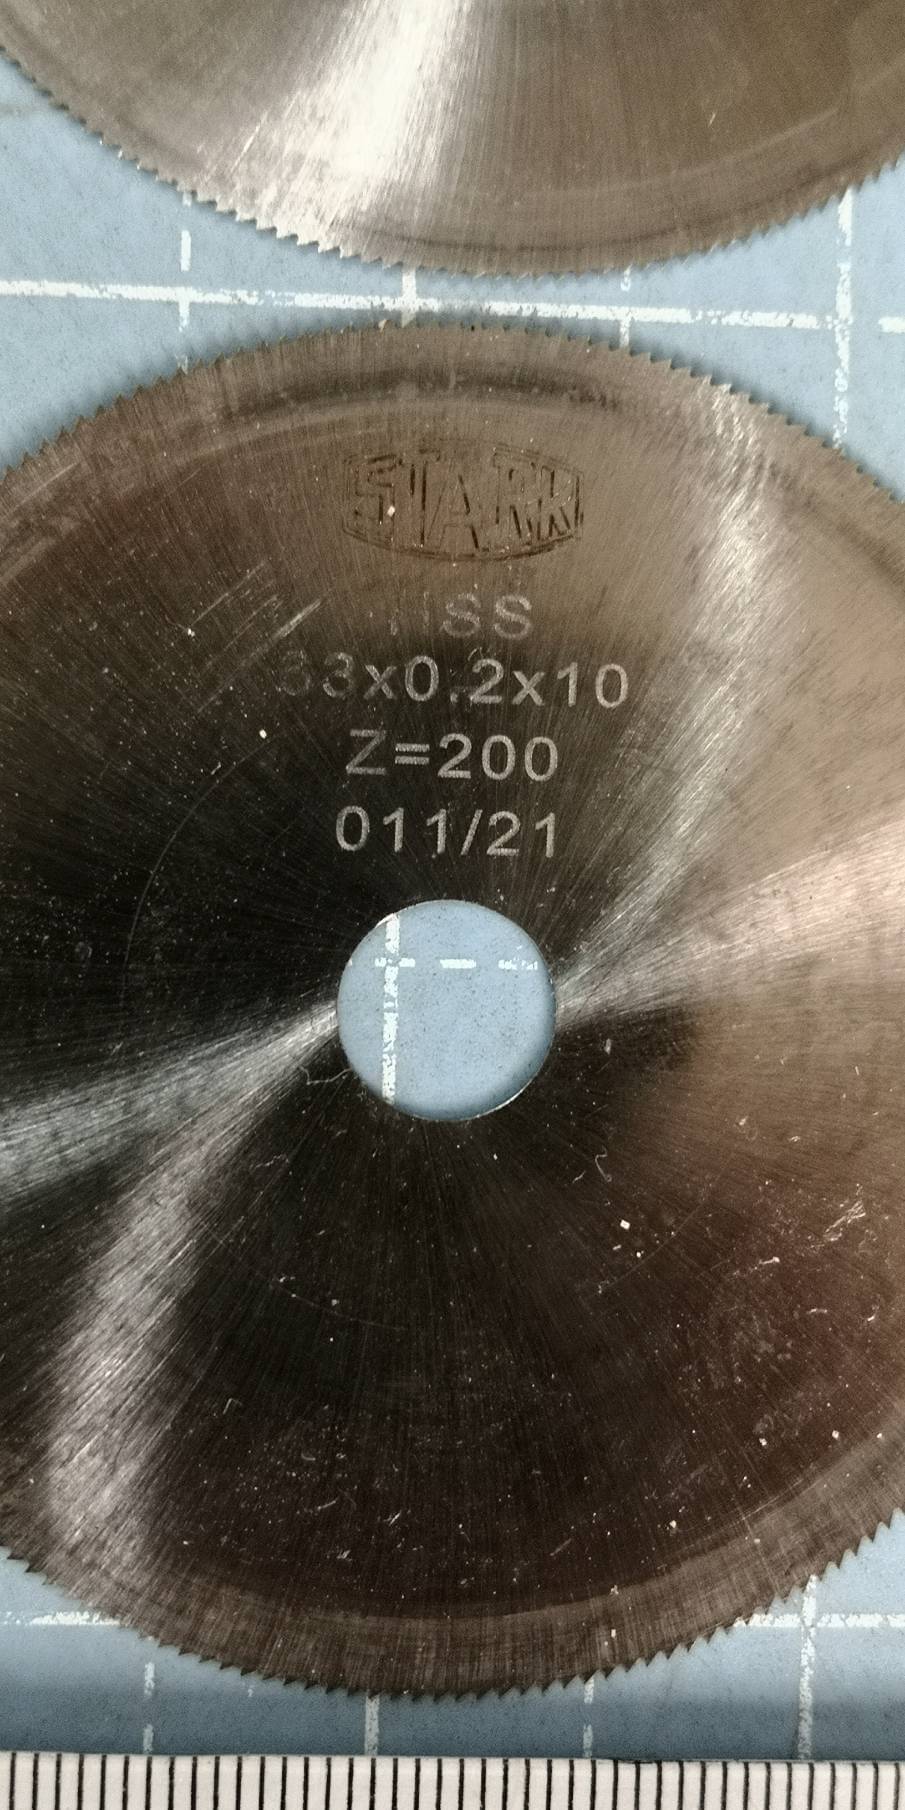 STARK
HSS
63x0.2x10
Z=200
011/21